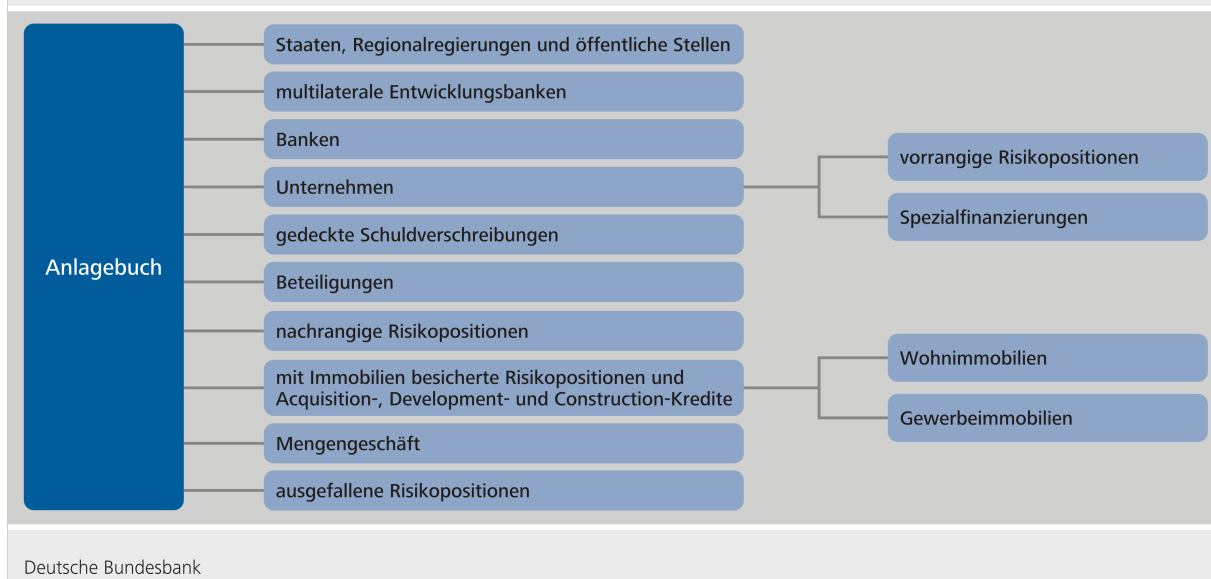 Anlagebuch
Staaten, Regionalregierungen und öffentliche Stellen
multilaterale Entwicklungsbanken
Banken
Unternehmen
gedeckte Schuldverschreibungen
Beteiligungen
nachrangige Risikopositionen
mit Immobilien besicherte Risikopositionen und
Acquisition-, Development- und Construction-Kredite
Mengengeschäft
ausgefallene Risikopositionen
vorrangige Risikopositionen
Spezialfinanzierungen
Wohnimmobilien
Gewerbeimmobilien
Deutsche Bundesbank